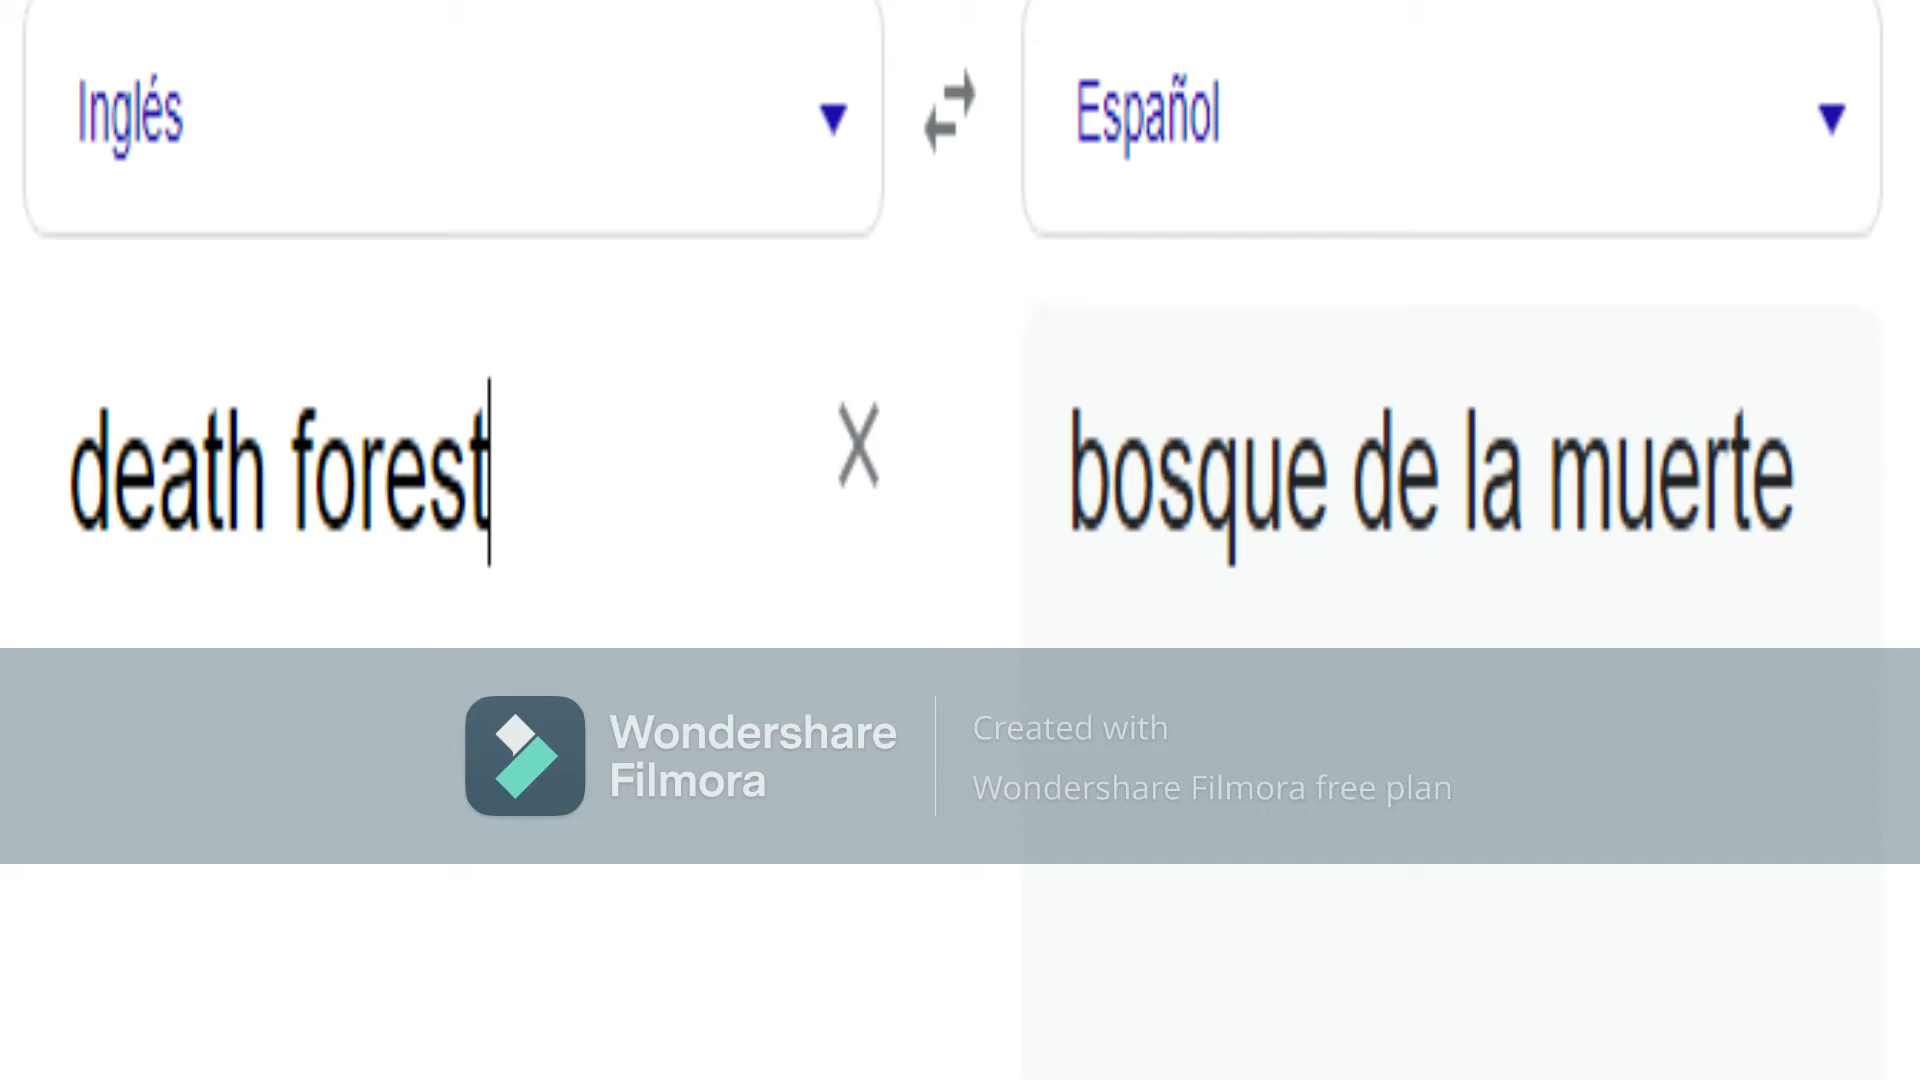 Inglés
Español
death forest
bosque de la muerte
Wondershare
Filmora
Created with
Wondershare Filmora free plan